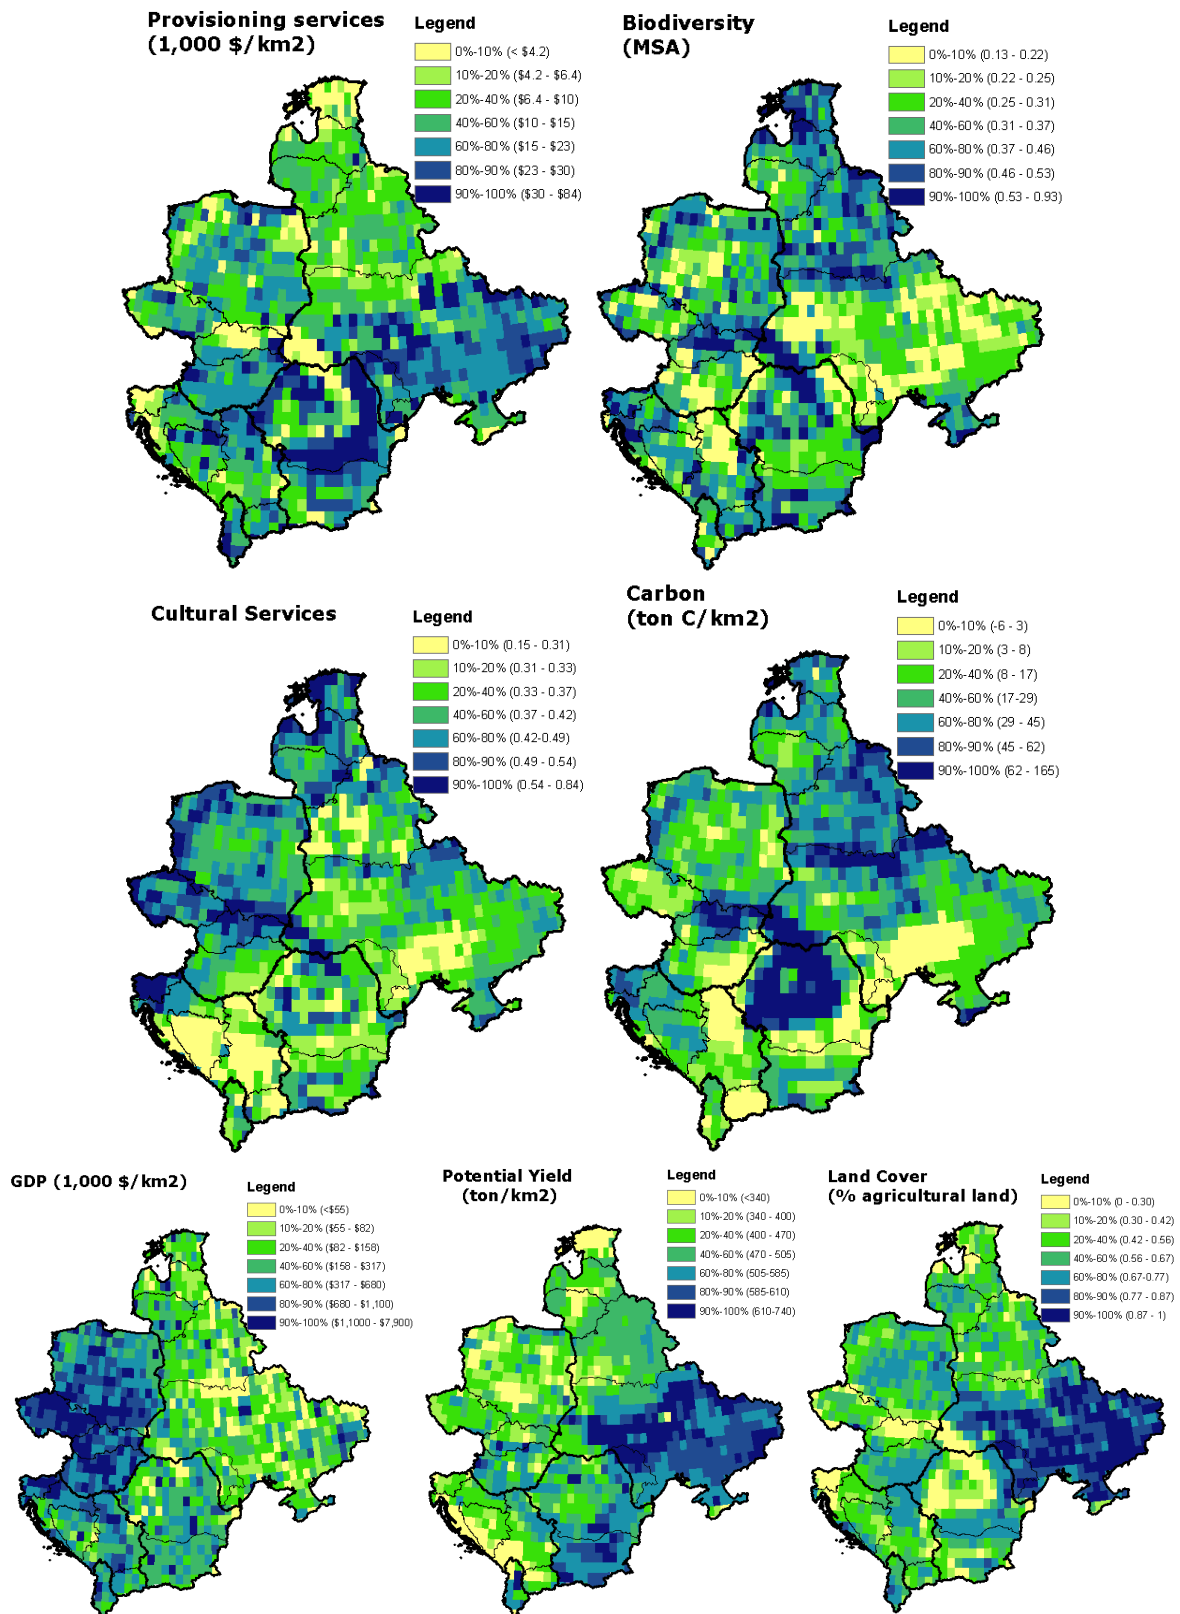 Provisioning services
(1,000 $/km2)
Legend
0%-10% (< $4.2)
10%-20% ($4.2 - $6.4)
20%-40% ($6.4 - $10)
40%-60% ($10 - $15)
60%-80% ($15 - $23)
80%-90% ($23 - $30)
90%-100% ($30 - $84)
Biodiversity
(MSA)
Legend
0%-10% (0.13 - 0.22)
10%-20% (0.22 - 0.25)
20%-40% (0.25 - 0.31)
40%-60% (0.31 - 0.37)
60%-80% (0.37 - 0.46)
80%-90% (0.46 - 0.53)
90%-100% (0.53 - 0.93)
Cultural Services
Legend
0%-10% (0.15 - 0.31)
10%-20% (0.31 - 0.33)
20%-40% (0.33 - 0.37)
40%-60% (0.37 - 0.42)
60%-80% (0.42-0.49)
80%-90% (0.49 - 0.54)
90%-100% (0.54 - 0.84)
Carbon
(ton C/km2)
Legend
0%-10% (-6 - 3)
10%-20% (3 - 8)
20%-40% (8 - 17)
40%-60% (17-29)
60%-80% (29 - 45)
80%-90% (45 - 62)
90%-100% (62 - 165)
GDP (1,000 $/km2)
Legend
0%-10% (<$55)
10%-20% ($55 - $82)
20%-40% ($82 - $158)
40%-60% ($158 - $317)
60%-80% ($317 - $680)
80%-90% ($680 - $1,100)
90%-100% ($1,1000 - $7,900)
Potential Yield
(ton/km2)
Legend
0%-10% (<340)
10%-20% (340 - 400)
20%-40% (400 - 470)
40%-60% (470 - 505)
60%-80% (505-585)
80%-90% (585-610)
90%-100% (610-740)
Land Cover
(% agricultural land)
Legend
0%-10% (0 - 0.30)
10%-20% (0.30 - 0.42)
20%-40% (0.42 - 0.56)
40%-60% (0.56 - 0.67)
60%-80% (0.67-0.77)
80%-90% (0.77 - 0.87)
90%-100% (0.87 - 1)